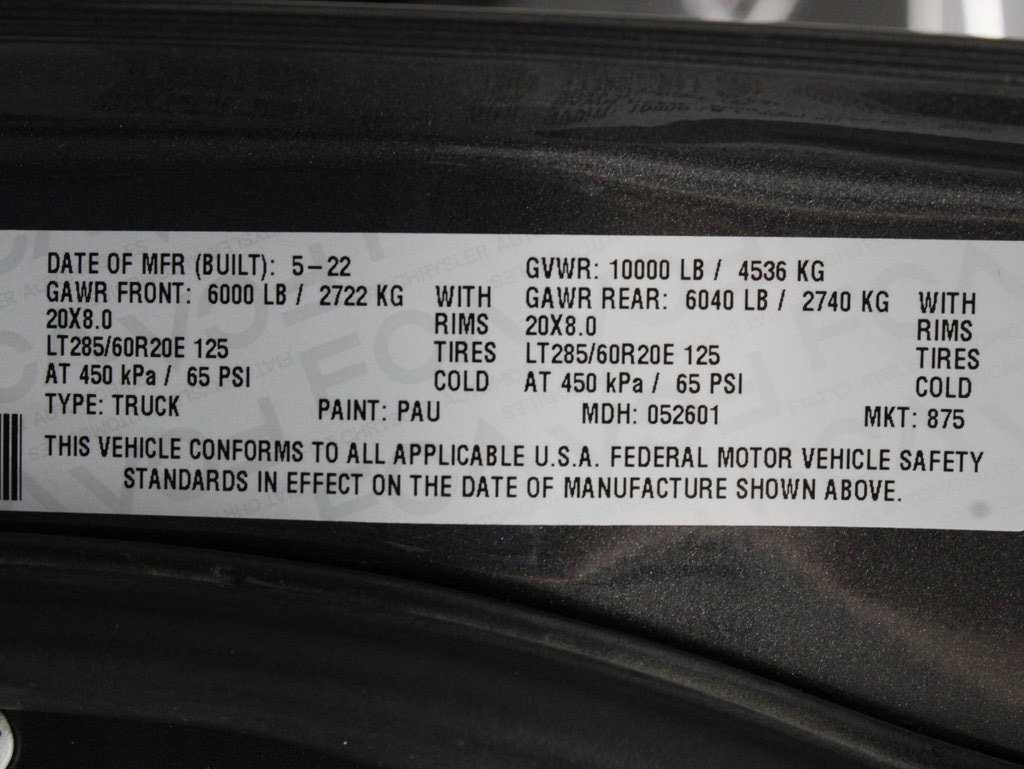 DATE OF MFR (BUILT): 5-22 GVWR: 10000 LB / 4536 KG
GAWR FRONT: 6000 LB / 2722 KG WITH GAWR REAR: 6040 LB / 2740 KG WITH
20X8.0 RIMS 20X8.0 RIMS
LT285/60R20E 125 TIRES LT285/60R20E 125 TIRES
AT 450 kPa / 65 PSI COLD AT 450 kPa / 65 PSI COLD
TYPE: TRUCK PAINT: PAU MDH: 052601 MKT: 875
THIS VEHICLE CONFORMS TO ALL APPLICABLE U.S.A. FEDERAL MOTOR VEHICLE SAFETY
STANDARDS IN EFFECT ON THE DATE OF MANUFACTURE SHOWN ABOVE.